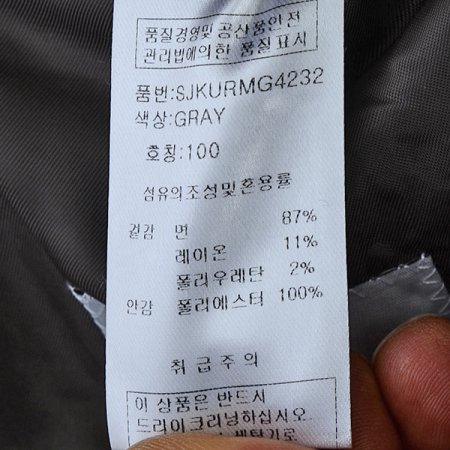 품질경영및 공산품안전
관리법에의한 품질표시
품번:SJKURMG4232
색상:GRAY
호칭:100
섬유의조성및혼용률
겉감 면 87%
레이온 11%
폴리우레탄 2%
안감 폴리에스터 100%
취급주의
이 상품은 반드시
드라이크리닝하십시오.
세탁기로